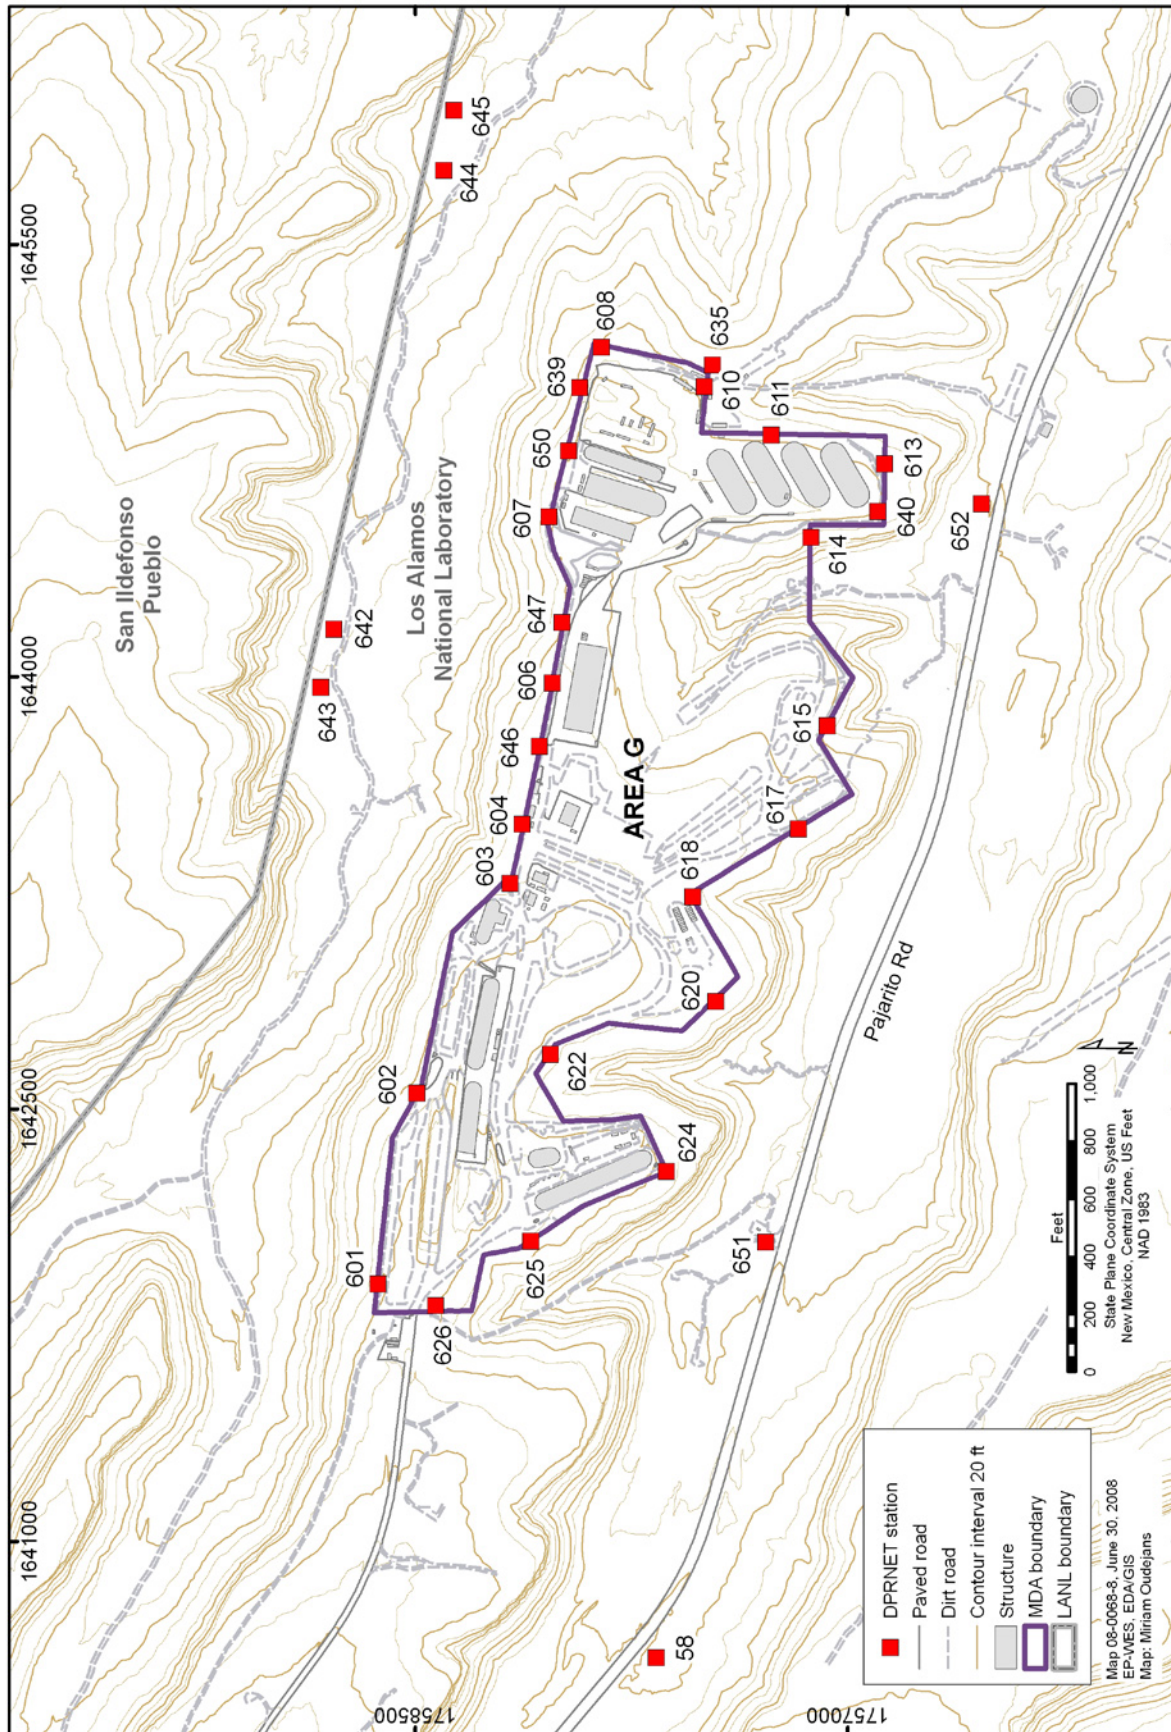 1641000
1642500
1644000
1645500
1758500
1757000
San Ildefonso
Pueblo
Los Alamos
National Laboratory
AREA G
Pajarito Rd
601
602
603
604
646
606
647
607
650
639
608
635
610
611
613
640
614
615
617
618
620
622
624
625
626
642
643
644
645
651
652
58
DPRNET station
Paved road
Dirt road
Contour interval 20 ft
Structure
MDA boundary
LANL boundary
Map 08-0068-8, June 30, 2008
EP-WES, EDA/GIS
Map: Miriam Oudejans
Feet
0 200 400 600 800 1,000
State Plane Coordinate System
New Mexico, Central Zone, US Feet
NAD 1983
N